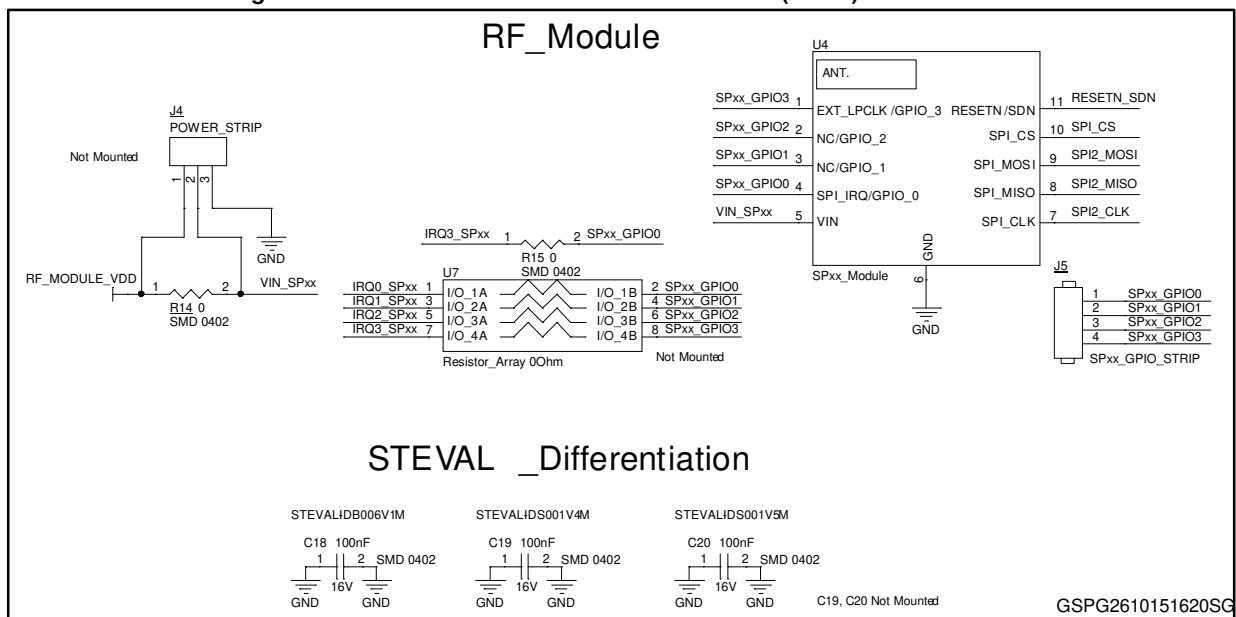 RF_Module
J4
POWER_STRIP
Not Mounted
1 2 3
GND
RF_MODULE_VDD
1 2
VIN_SPxx
R14 0
SMD 0402
IRQ3_SPxx 1 2 SPxx_GPIO0
R15 0
SMD 0402
U7
IRQ0_SPxx 1 I/O_1A I/O_1B 2 SPxx_GPIO0
IRQ1_SPxx 3 I/O_2A I/O_2B 4 SPxx_GPIO1
IRQ2_SPxx 5 I/O_3A I/O_3B 6 SPxx_GPIO2
IRQ3_SPxx 7 I/O_4A I/O_4B 8 SPxx_GPIO3
Resistor_Array 0Ohm
Not Mounted
U4
ANT.
SPxx_GPIO3 1 EXT_LPCLK/GPIO_3 RESETN/SDN 11 RESETN_SDN
SPxx_GPIO2 2 NC/GPIO_2 SPI_CS 10 SPI_CS
SPxx_GPIO1 3 NC/GPIO_1 SPI_MOSI 9 SPI2_MOSI
SPxx_GPIO0 4 SPI_IRQ/GPIO_0 SPI_MISO 8 SPI2_MISO
VIN_SPxx 5 VIN SPI_CLK 7 SPI2_CLK
GND
SPxx_Module
6
GND
J5
1 SPxx_GPIO0
2 SPxx_GPIO1
3 SPxx_GPIO2
4 SPxx_GPIO3
SPxx_GPIO_STRIP
STEVAL _Differentiation
STEVAL-IDB006V1M
C18 100nF
1 2 SMD 0402
16V
GND GND
STEVAL-IDS001V4M
C19 100nF
1 2 SMD 0402
16V
GND GND
STEVAL-IDS001V5M
C20 100nF
1 2 SMD 0402
16V
GND GND
C19, C20 Not Mounted
GSPG2610151620SG